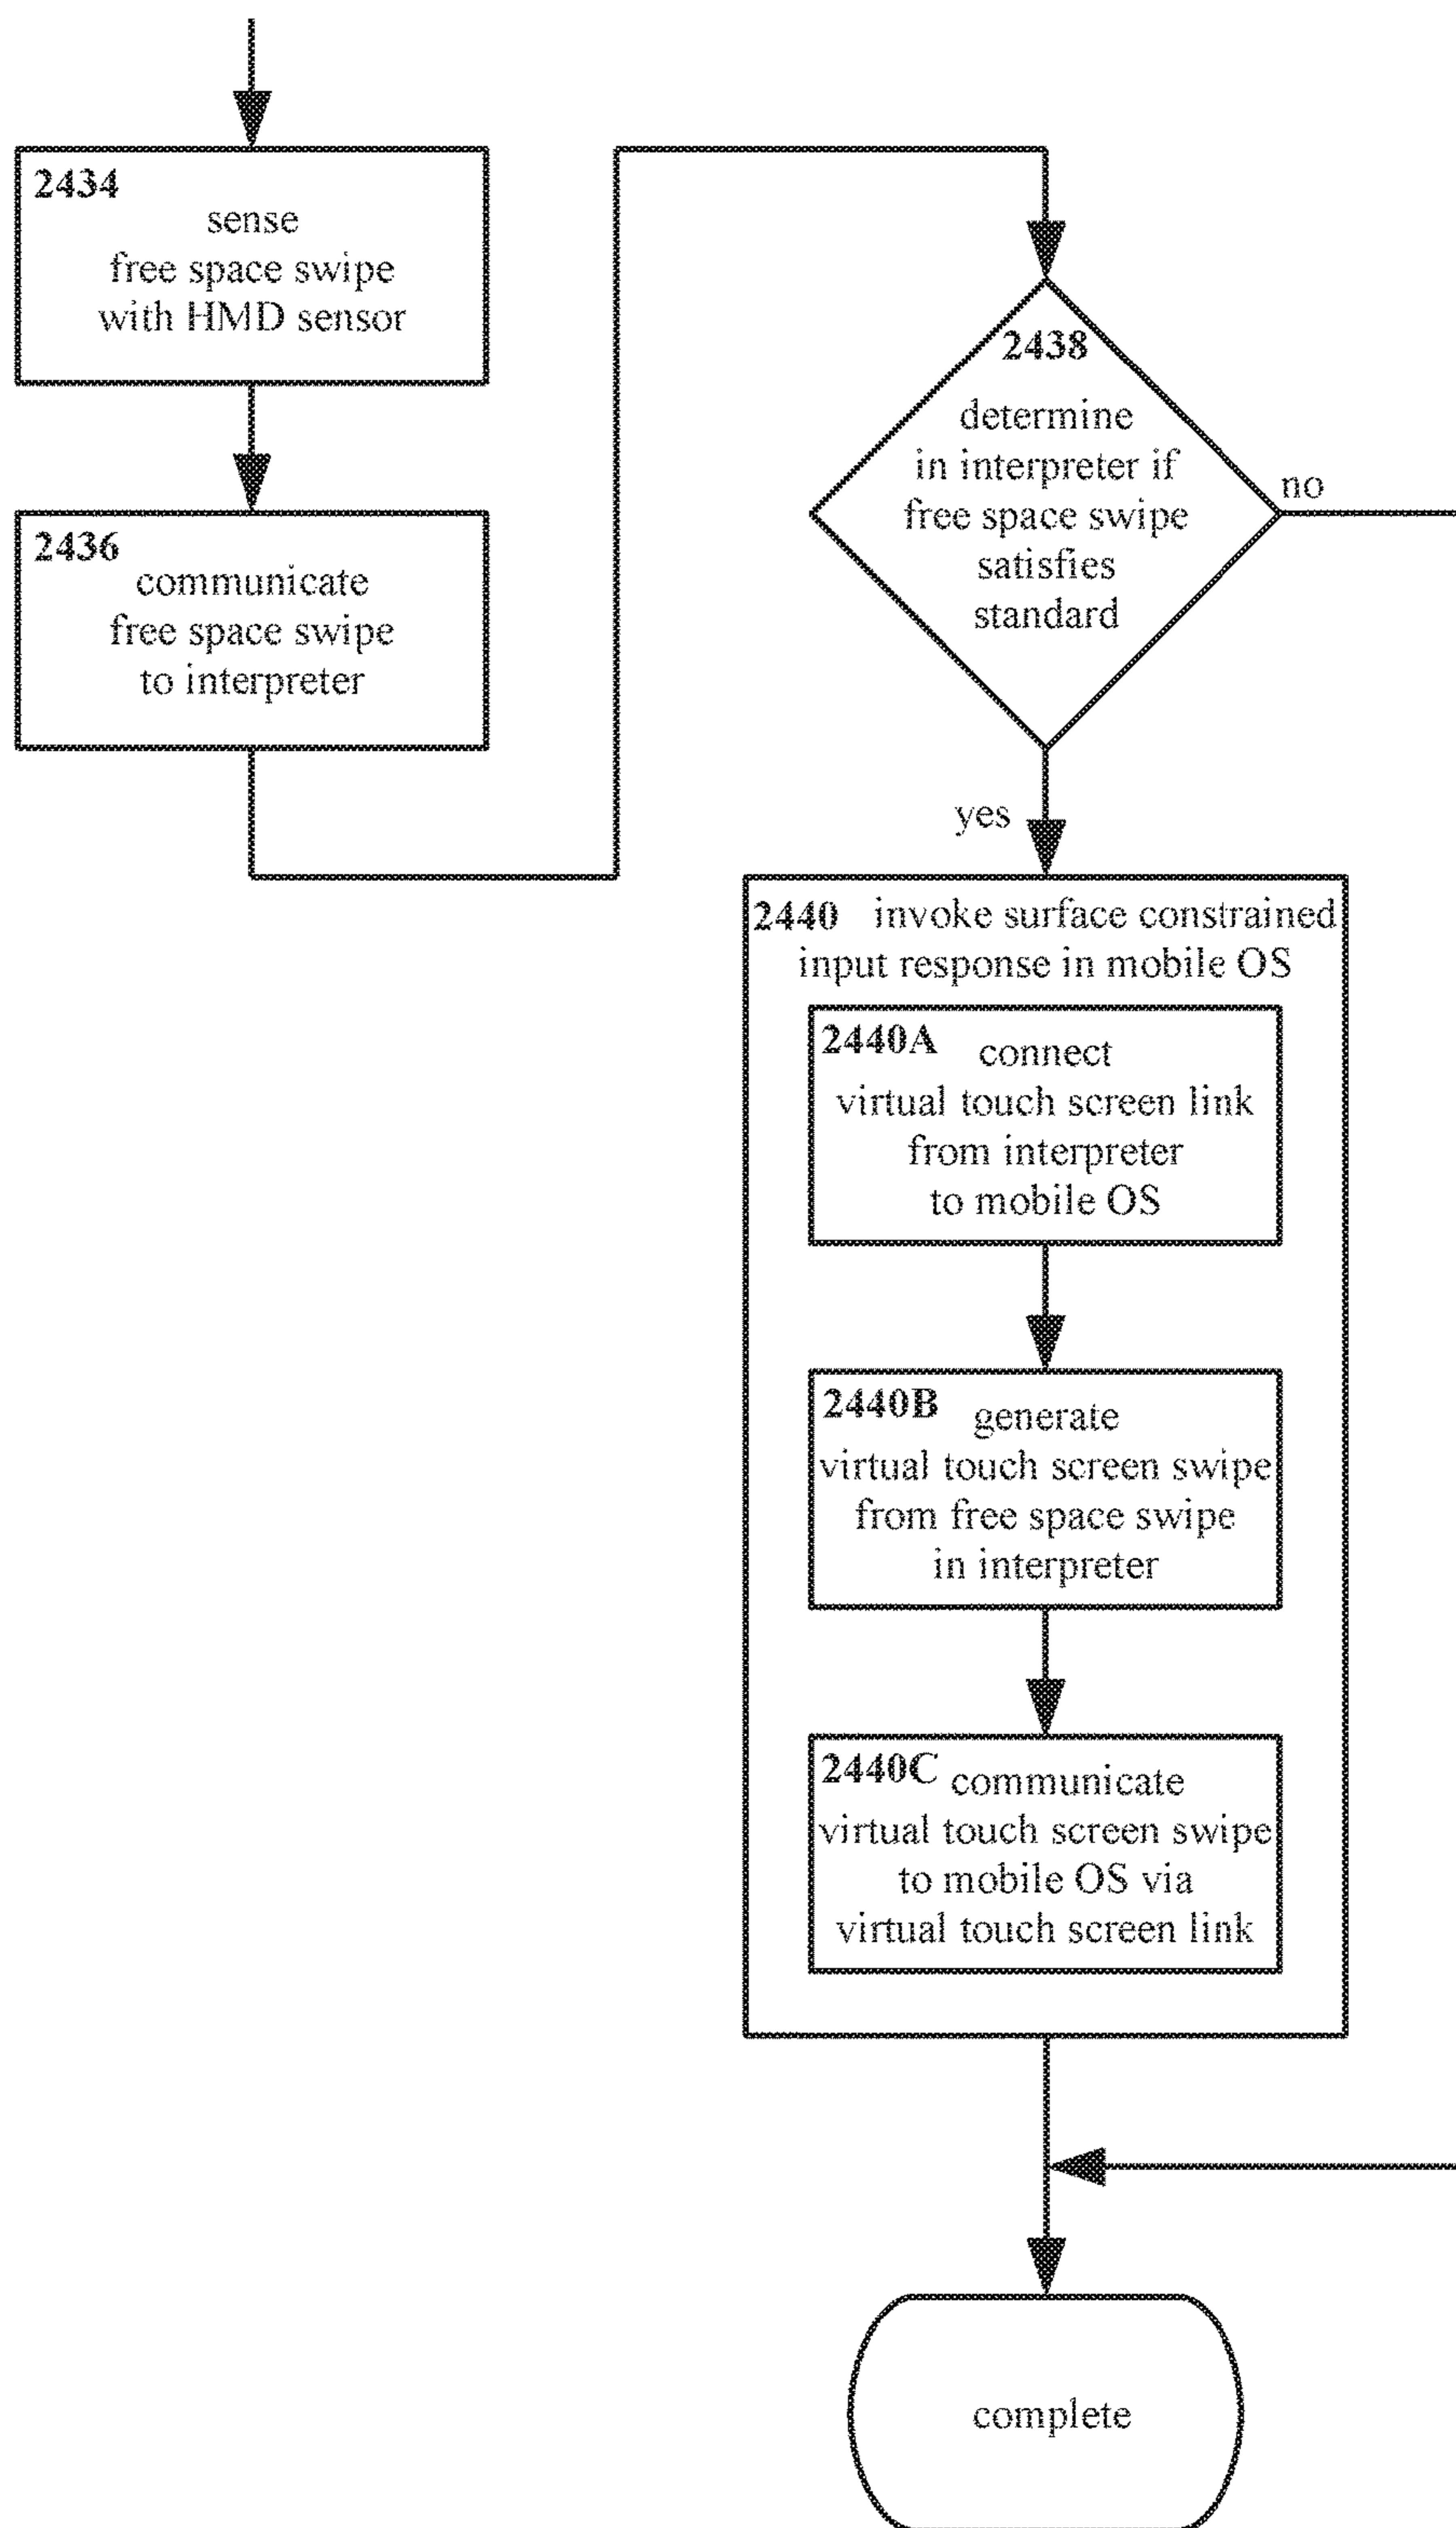 2434
sense
free space swipe
with HMD sensor
2436
communicate
free space swipe
to interpreter
2438
determine
in interpreter if
free space swipe
satisfies
standard
no
yes
2440 invoke surface constrained
input response in mobile OS
2440A connect
virtual touch screen link
from interpreter
to mobile OS
2440B generate
virtual touch screen swipe
from free space swipe
in interpreter
2440C communicate
virtual touch screen swipe
to mobile OS via
virtual touch screen link
complete